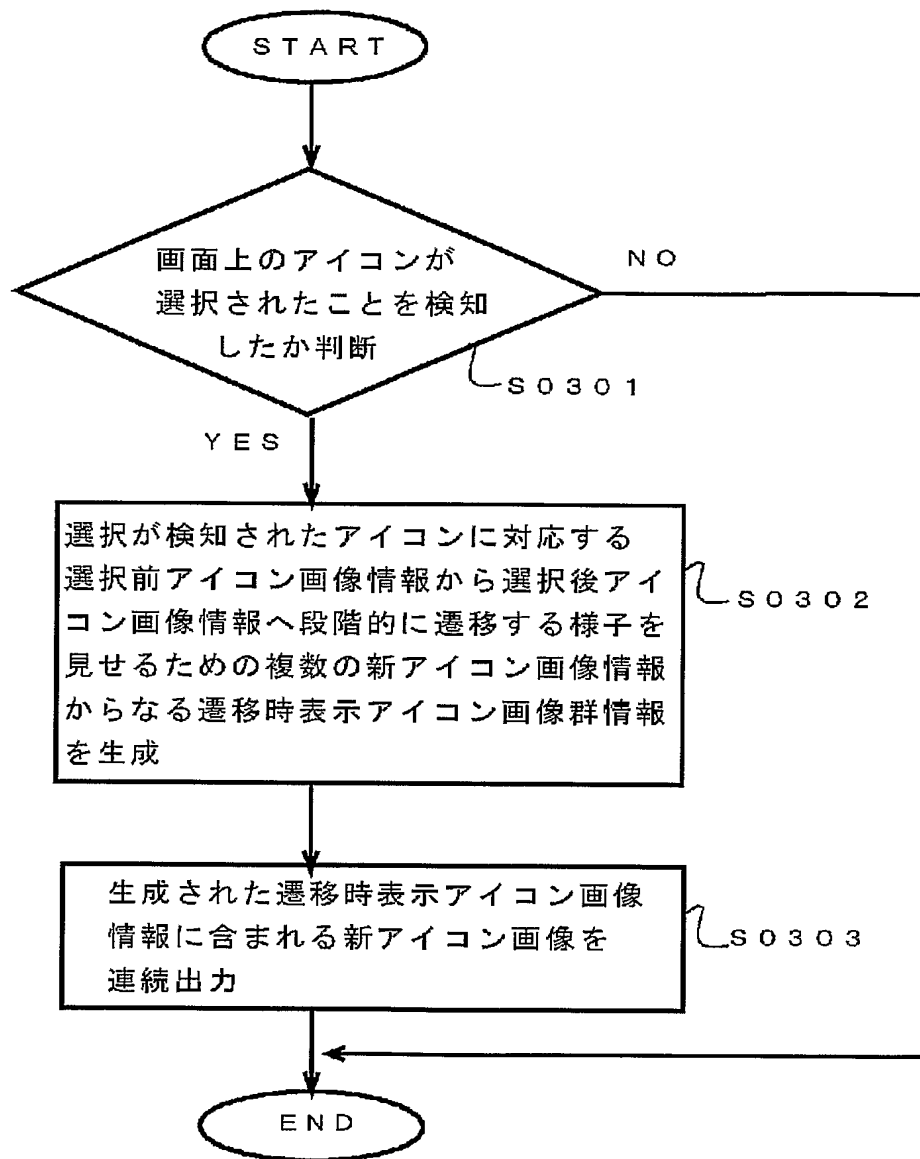 START
画面上のアイコンが
選択されたことを検知
したか判断
NO
S0301
YES
選択が検知されたアイコンに対応する
選択前アイコン画像情報から選択後アイ
コン画像情報へ段階的に遷移する様子を
見せるための複数の新アイコン画像情報
からなる遷移時表示アイコン画像群情報
を生成
S0302
生成された遷移時表示アイコン画像
情報に含まれる新アイコン画像を
連続出力
S0303
END